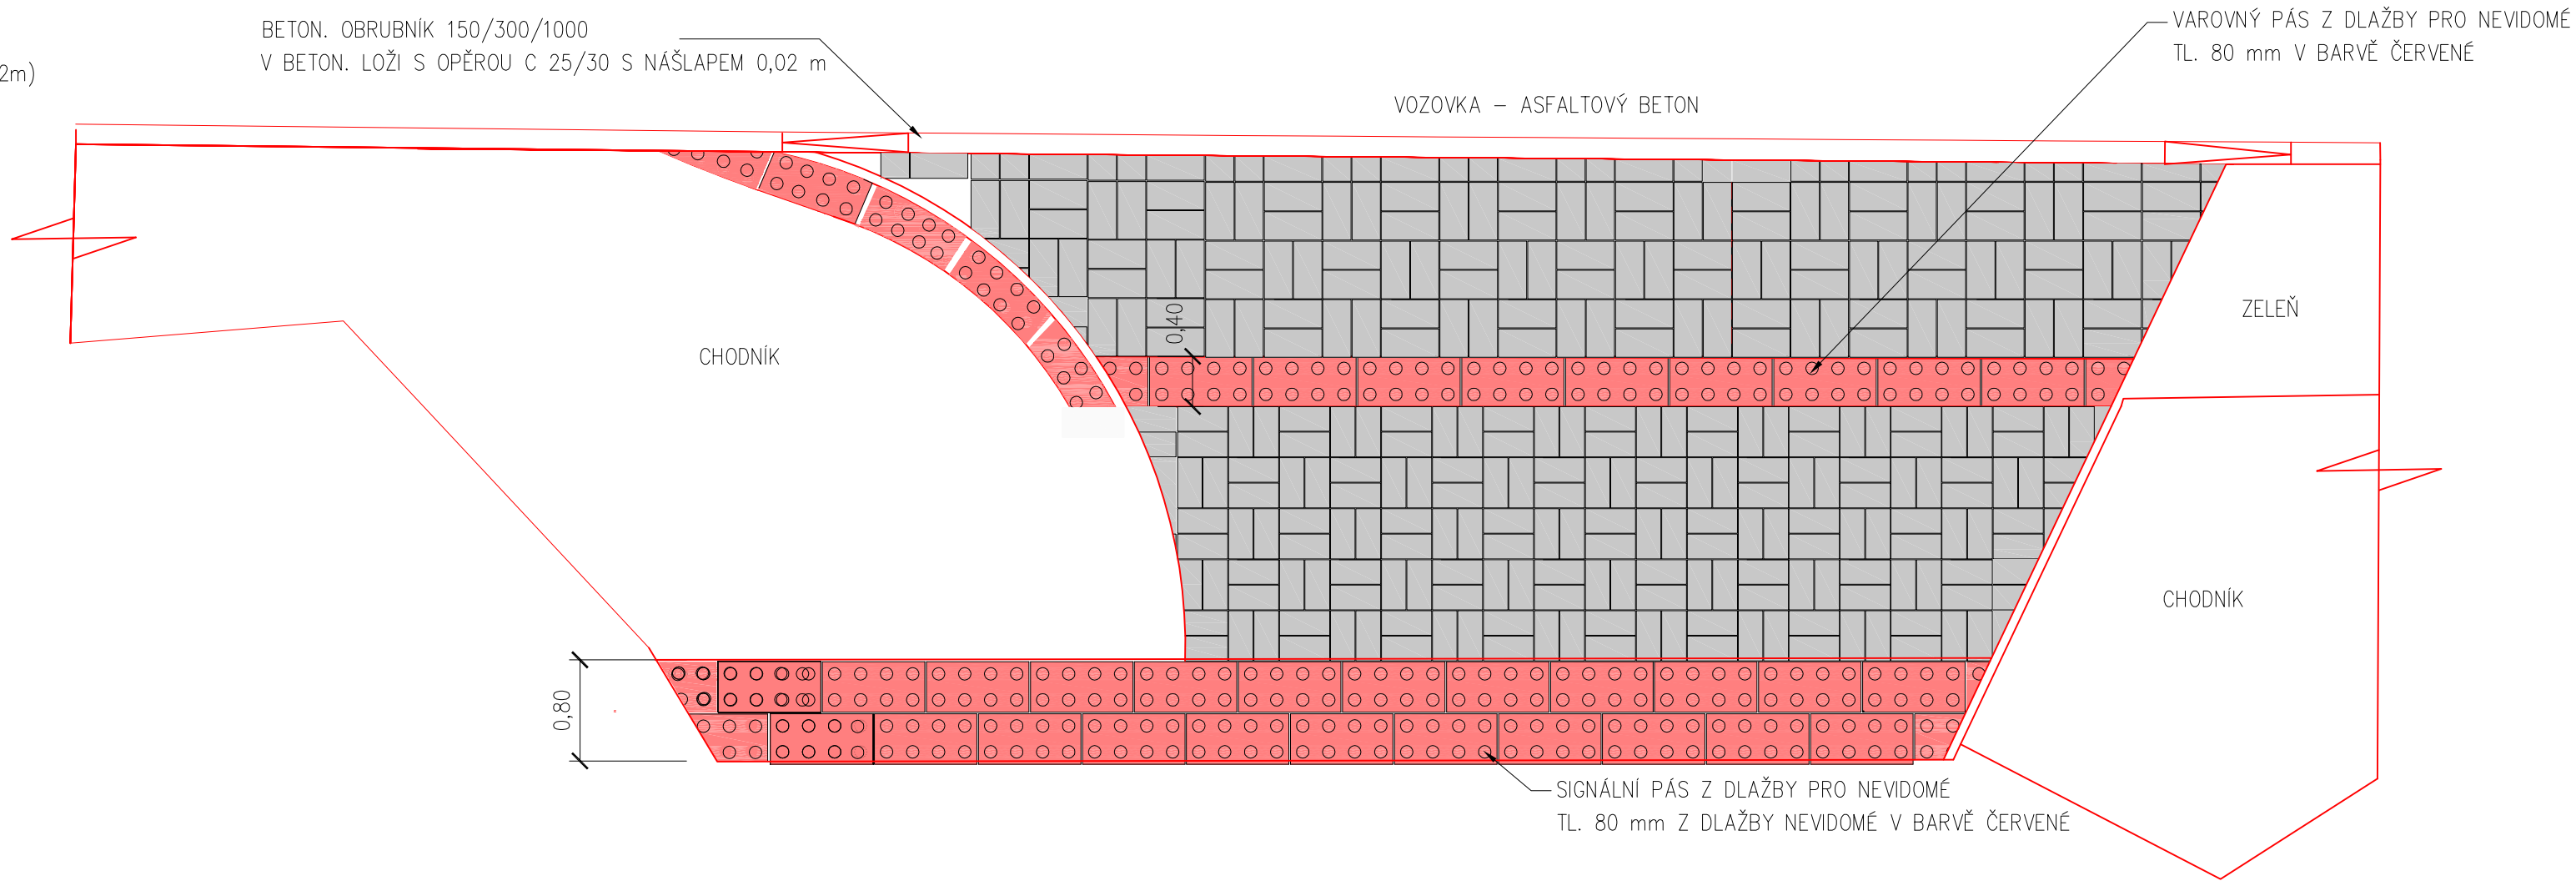 BETON. OBRUBNÍK 150/300/1000
V BETON. LOŽI S OPĚROU C 25/30 S NÁŠLAPEM 0,02 m
2m)
VAROVNÝ PÁS Z DLAŽBY PRO NEVIDOMÉ
TL. 80 mm V BARVĚ ČERVENÉ
VOZOVKA – ASFALTOVÝ BETON
ZELEŇ
0,40
CHODNÍK
CHODNÍK
0,80
SIGNÁLNÍ PÁS Z DLAŽBY PRO NEVIDOMÉ
TL. 80 mm Z DLAŽBY NEVIDOMÉ V BARVĚ ČERVENÉ